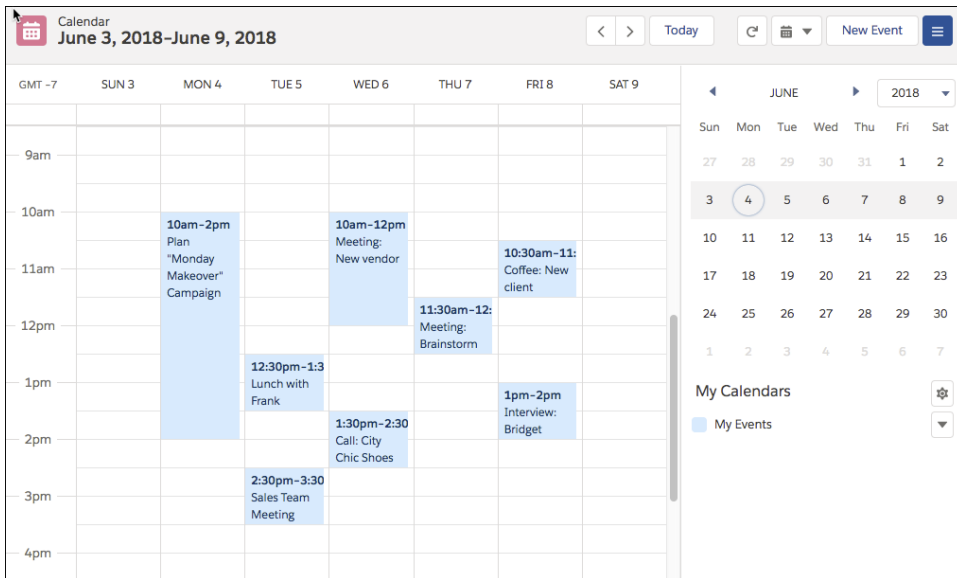 Calendar
June 3, 2018–June 9, 2018
Today
New Event
GMT -7 SUN 3 MON 4 TUE 5 WED 6 THU 7 FRI 8 SAT 9
9am
10am
11am
12pm
1pm
2pm
3pm
4pm
10am–2pm
Plan
"Monday
Makeover"
Campaign
12:30pm–1:3
Lunch with
Frank
2:30pm–3:30
Sales Team
Meeting
10am–12pm
Meeting:
New vendor
1:30pm–2:30
Call: City
Chic Shoes
11:30am–12:
Meeting:
Brainstorm
10:30am–11:
Coffee: New
client
1pm–2pm
Interview:
Bridget
JUNE 2018
Sun Mon Tue Wed Thu Fri Sat
27 28 29 30 31 1 2
3 4 5 6 7 8 9
10 11 12 13 14 15 16
17 18 19 20 21 22 23
24 25 26 27 28 29 30
1 2 3 4 5 6 7
My Calendars
My Events